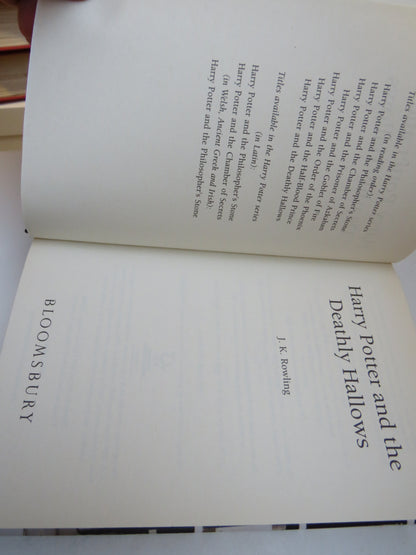 Titles available in the Harry Potter series
(in reading order):
Harry Potter and the Philosopher's Stone
Harry Potter and the Chamber of Secrets
Harry Potter and the Prisoner of Azkaban
Harry Potter and the Goblet of Fire
Harry Potter and the Order of the Phoenix
Harry Potter and the Half-Blood Prince
Harry Potter and the Deathly Hallows
Titles available in the Harry Potter series
(in Latin):
Harry Potter and the Philosopher's Stone
Harry Potter and the Chamber of Secrets
(in Welsh, Ancient Greek and Irish):
Harry Potter and the Philosopher's Stone
Harry Potter and the
Deathly Hallows
J. K. Rowling
BLOOMSBURY